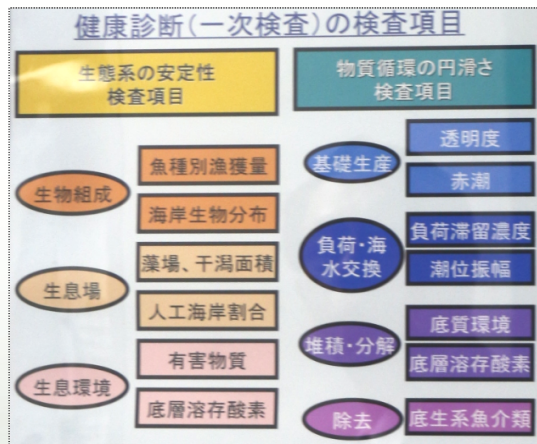 健康診断(一次検査)の検査項目
生態系の安定性
検査項目
生物組成
魚種別漁獲量
海岸生物分布
生息場
藻場、干潟面積
人工海岸割合
生息環境
有害物質
底層溶存酸素
物質循環の円滑さ
検査項目
基礎生産
透明度
赤潮
負荷・海
水交換
負荷滞留濃度
潮位振幅
堆積・分解
底質環境
底層溶存酸素
除去
底生系魚介類